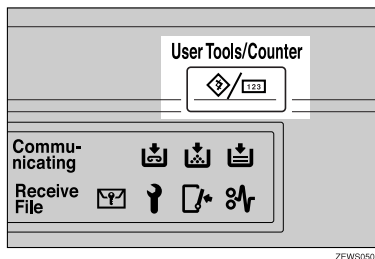 User Tools/Counter
123
Commu-
nicating
Receive
File
ZEWS050